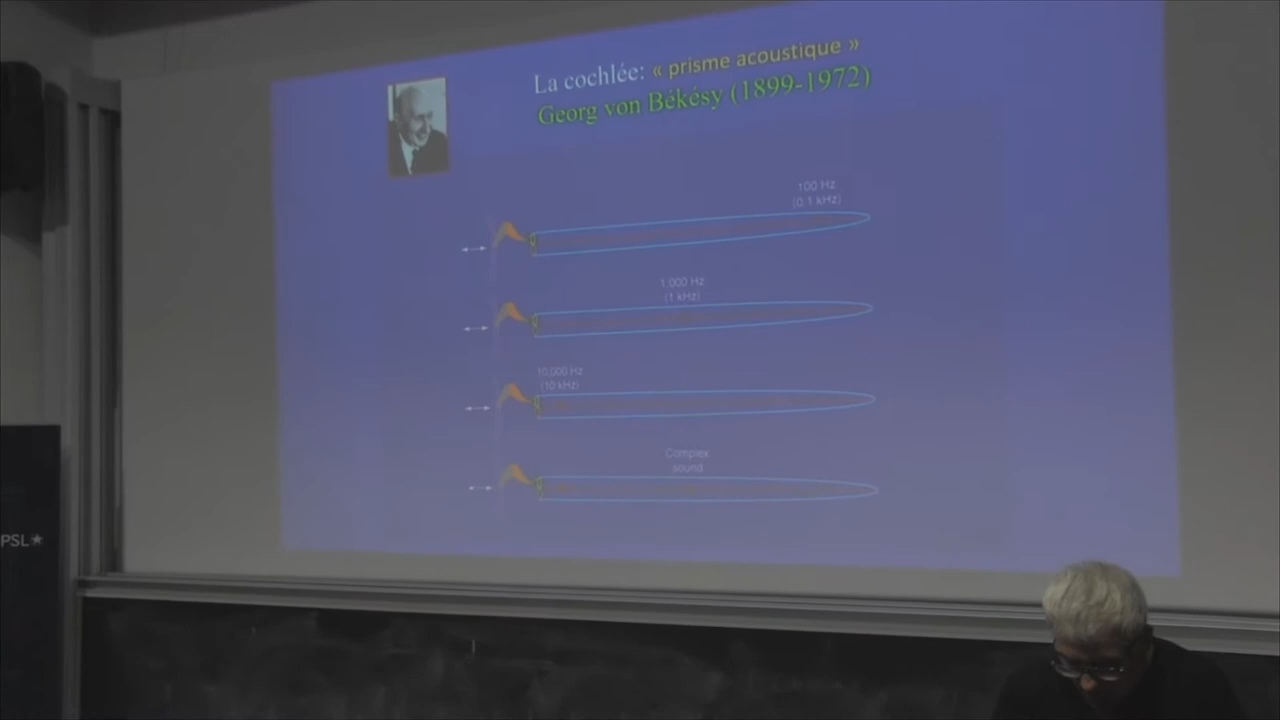 La cochlée: « prisme acoustique »
Georg von Békésy (1899-1972)
100 Hz
(0.1 kHz)
1,000 Hz
(1 kHz)
10,000 Hz
(10 kHz)
Complex
sound
PSL★